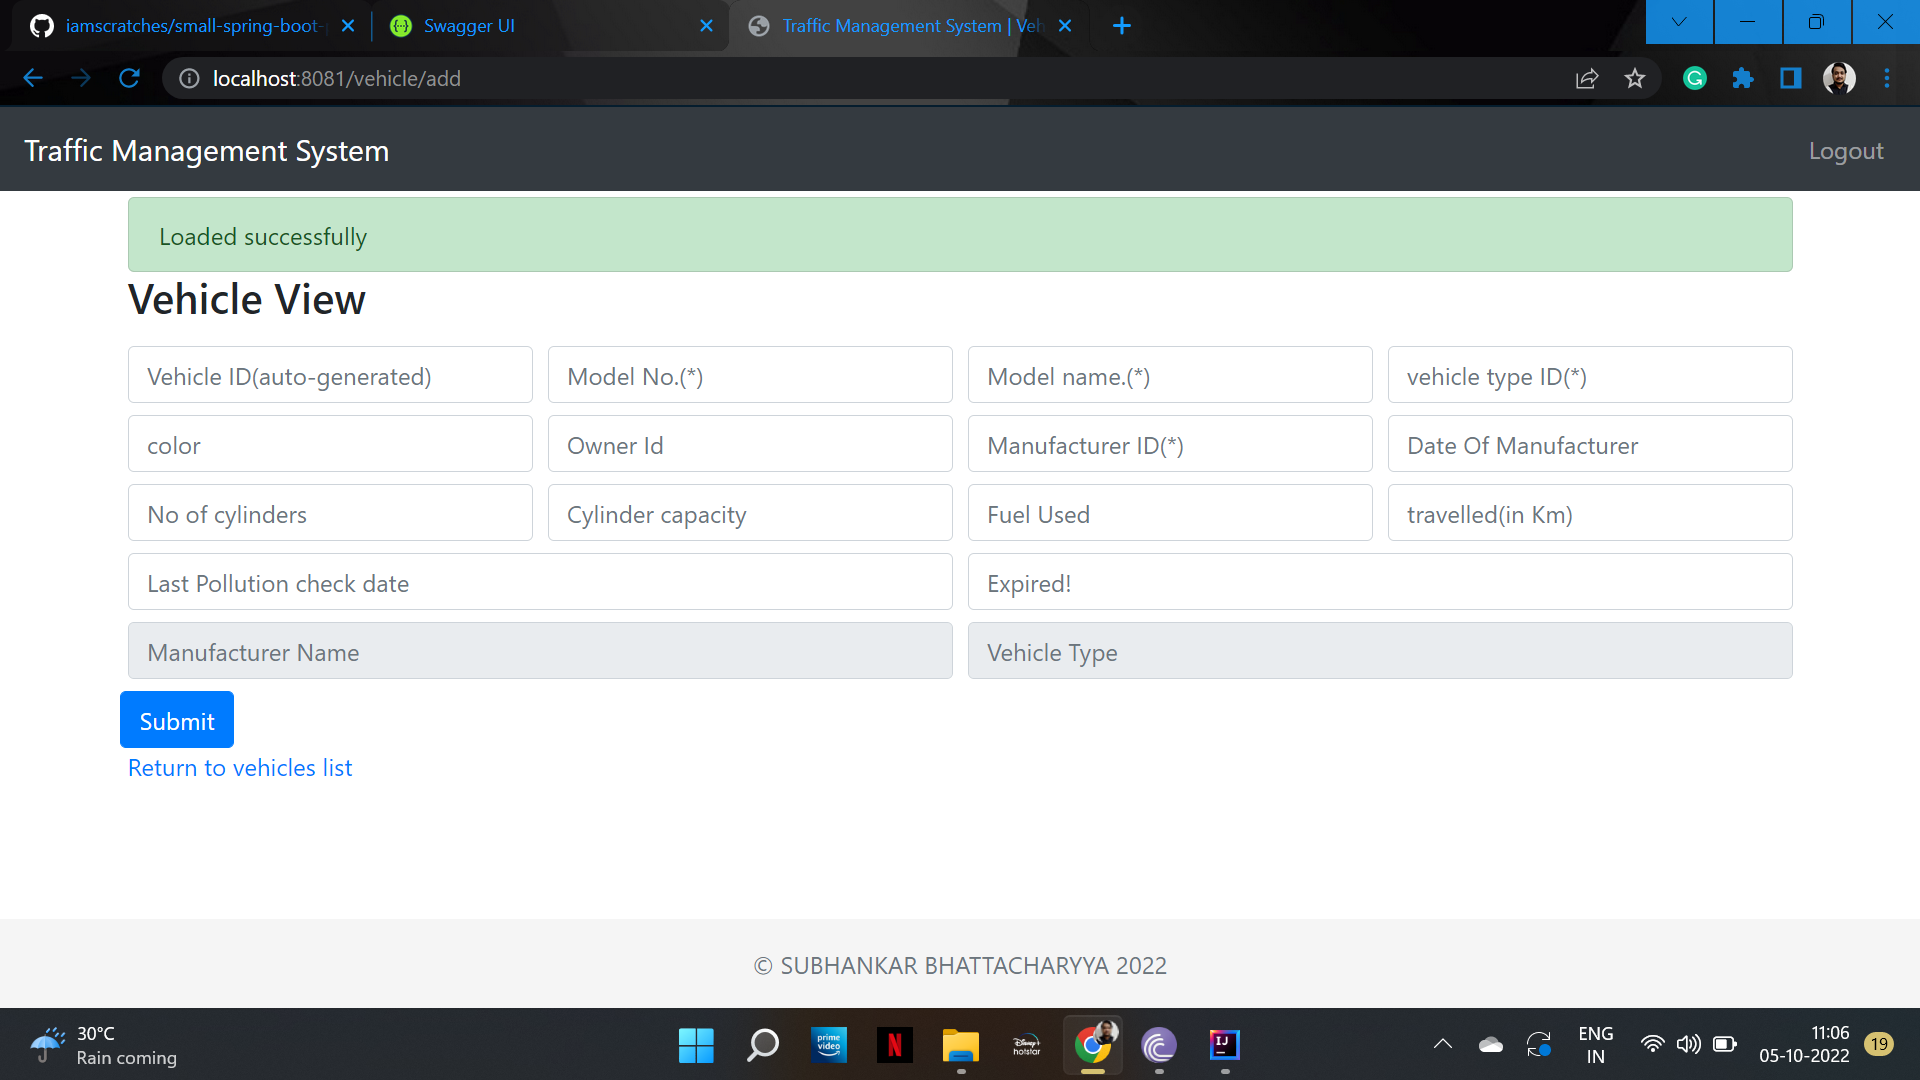 iamscratches/small-spring-boot-
Swagger UI
Traffic Management System | Veh
localhost:8081/vehicle/add
Traffic Management System
Logout
Loaded successfully
Vehicle View
Vehicle ID(auto-generated)
Model No.(*)
Model name.(*)
vehicle type ID(*)
color
Owner Id
Manufacturer ID(*)
Date Of Manufacturer
No of cylinders
Cylinder capacity
Fuel Used
travelled(in Km)
Last Pollution check date
Expired!
Manufacturer Name
Vehicle Type
Submit
Return to vehicles list
© SUBHANKAR BHATTACHARYYA 2022
30°C
Rain coming
prime
video
N
Disney+
hotstar
IJ
ENG
IN
11:06
05-10-2022
19